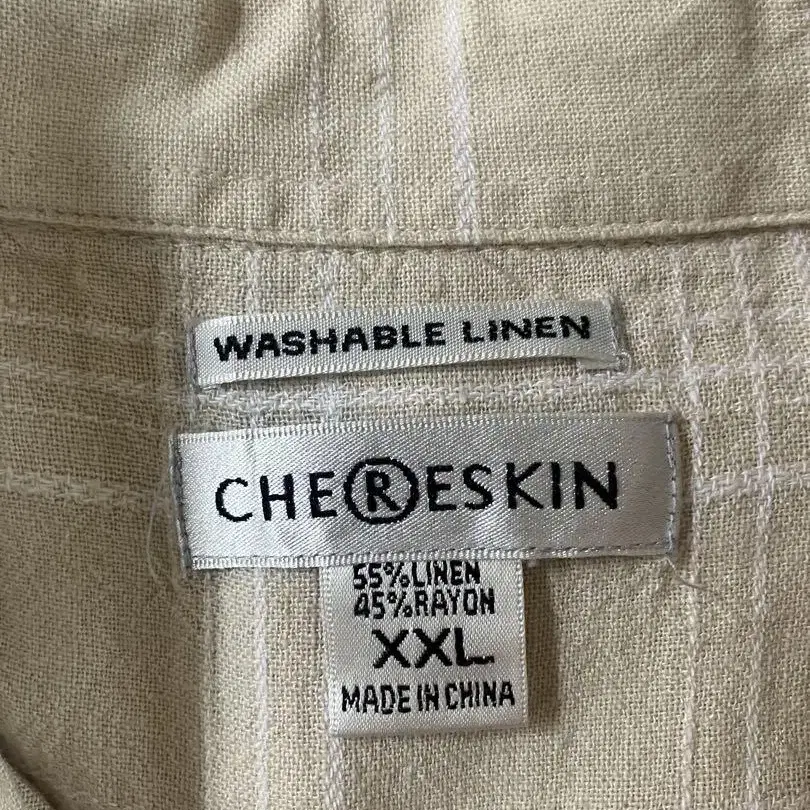 WASHABLE LINEN
CHE®ESKIN
55%LINEN
45%RAYON
XXL
MADE IN CHINA